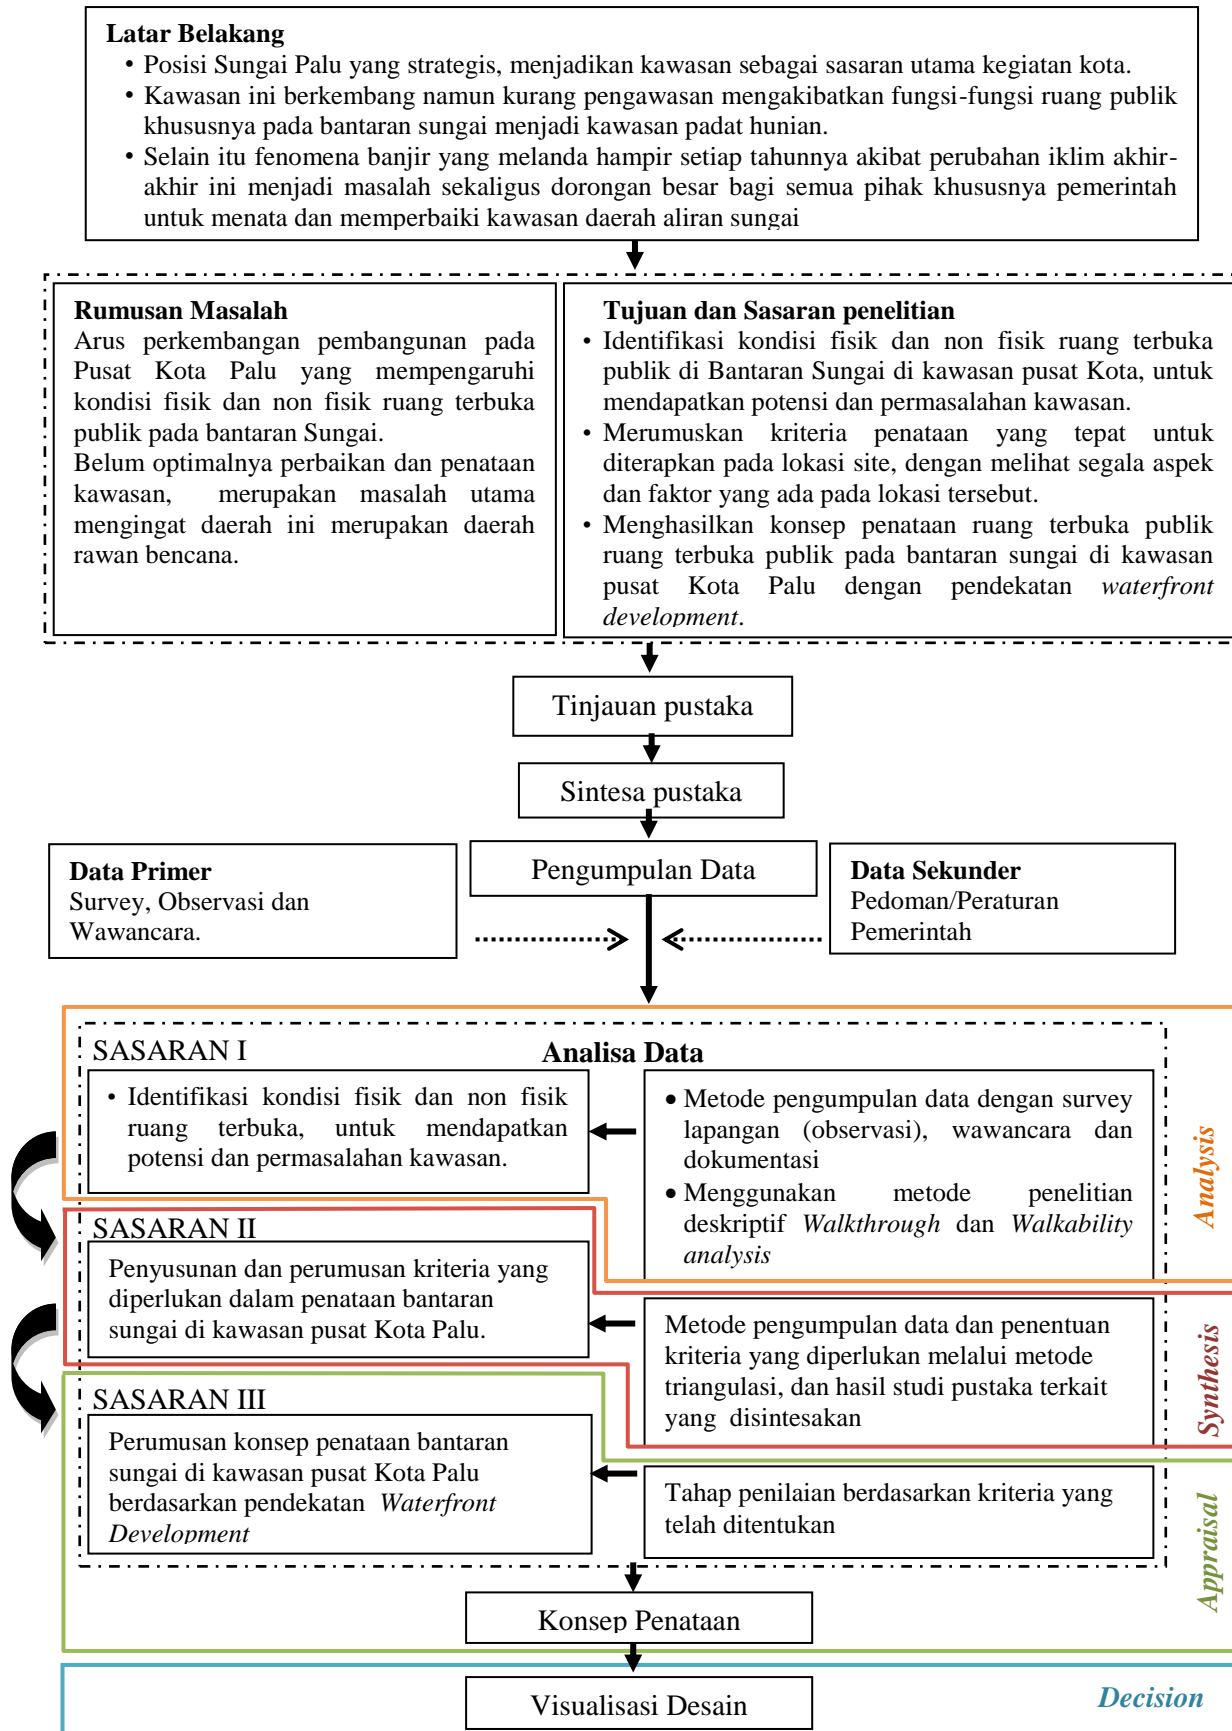 Latar Belakang
• Posisi Sungai Palu yang strategis, menjadikan kawasan sebagai sasaran utama kegiatan kota.
• Kawasan ini berkembang namun kurang pengawasan mengakibatkan fungsi-fungsi ruang publik
khususnya pada bantaran sungai menjadi kawasan padat hunian.
• Selain itu fenomena banjir yang melanda hampir setiap tahunnya akibat perubahan iklim akhir-
akhir ini menjadi masalah sekaligus dorongan besar bagi semua pihak khususnya pemerintah
untuk menata dan memperbaiki kawasan daerah aliran sungai
Rumusan Masalah
Arus perkembangan pembangunan pada
Pusat Kota Palu yang mempengaruhi
kondisi fisik dan non fisik ruang terbuka
publik pada bantaran Sungai.
Belum optimalnya perbaikan dan penataan
kawasan, merupakan masalah utama
mengingat daerah ini merupakan daerah
rawan bencana.
Tujuan dan Sasaran penelitian
• Identifikasi kondisi fisik dan non fisik ruang terbuka
publik di Bantaran Sungai di kawasan pusat Kota, untuk
mendapatkan potensi dan permasalahan kawasan.
• Merumuskan kriteria penataan yang tepat untuk
diterapkan pada lokasi site, dengan melihat segala aspek
dan faktor yang ada pada lokasi tersebut.
• Menghasilkan konsep penataan ruang terbuka publik
ruang terbuka publik pada bantaran sungai di kawasan
pusat Kota Palu dengan pendekatan waterfront
development.
Tinjauan pustaka
Sintesa pustaka
Pengumpulan Data
Data Primer
Survey, Observasi dan
Wawancara.
Data Sekunder
Pedoman/Peraturan
Pemerintah
Analisa Data
SASARAN I
• Identifikasi kondisi fisik dan non fisik
ruang terbuka, untuk mendapatkan
potensi dan permasalahan kawasan.
• Metode pengumpulan data dengan survey
lapangan (observasi), wawancara dan
dokumentasi
• Menggunakan metode penelitian
deskriptif Walkthrough dan Walkability
analysis
Analysis
SASARAN II
Penyusunan dan perumusan kriteria yang
diperlukan dalam penataan bantaran
sungai di kawasan pusat Kota Palu.
Metode pengumpulan data dan penentuan
kriteria yang diperlukan melalui metode
triangulasi, dan hasil studi pustaka terkait
yang disintesakan
Synthesis
SASARAN III
Perumusan konsep penataan bantaran
sungai di kawasan pusat Kota Palu
berdasarkan pendekatan Waterfront
Development
Tahap penilaian berdasarkan kriteria yang
telah ditentukan
Appraisal
Konsep Penataan
Visualisasi Desain
Decision